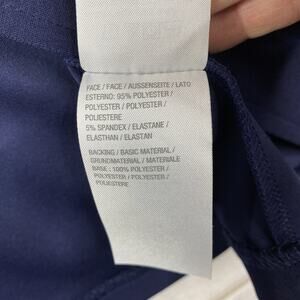 FACE / FACE / AUSSENSEITE / LATO
ESTERNO: 95% POLYESTER /
POLYESTER / POLYESTER /
POLIESTERE
5% SPANDEX / ELASTANE /
ELASTHAN / ELASTAN
BACKING / BASIC MATERIAL /
GRUNDMATERIAL / MATERIALE
BASE : 100% POLYESTER /
POLYESTER / POLYESTER /
POLIESTERE